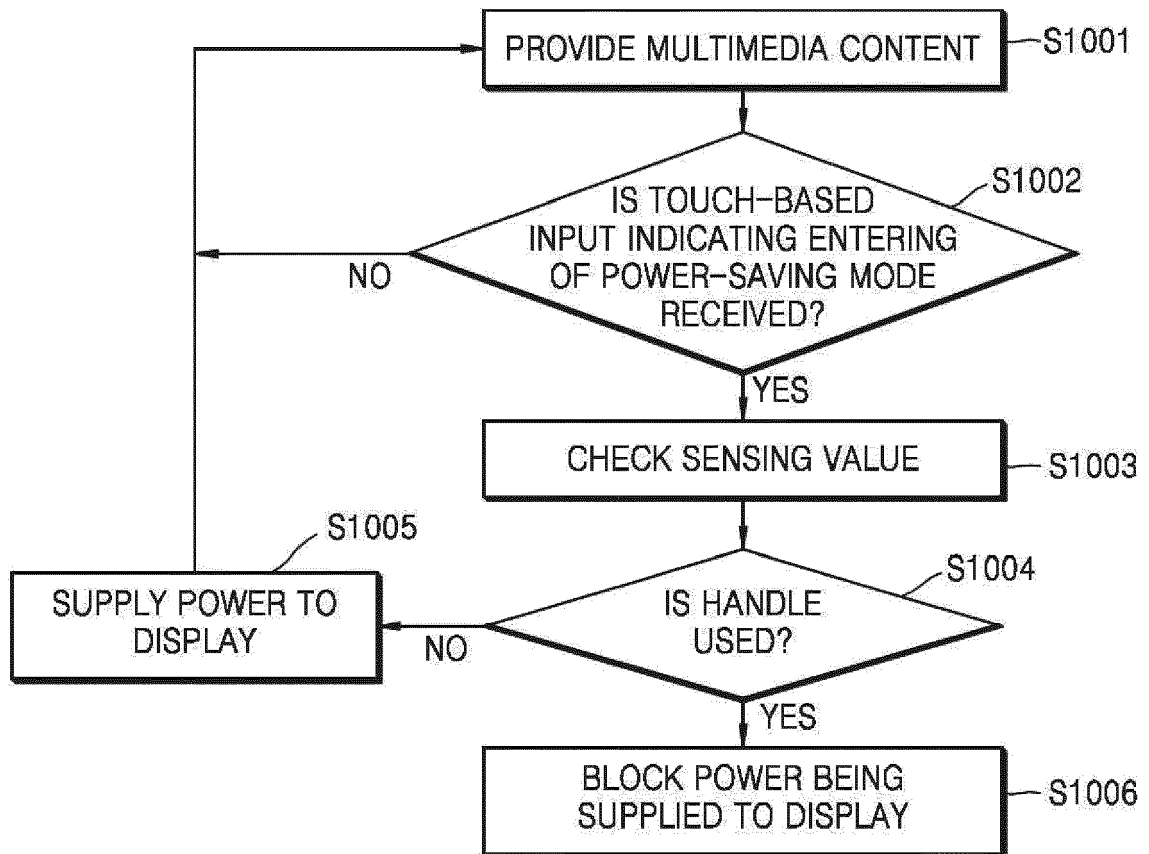 PROVIDE MULTIMEDIA CONTENT
S1001
S1002
IS TOUCH-BASED
INPUT INDICATING ENTERING
OF POWER-SAVING MODE
RECEIVED?
NO
YES
CHECK SENSING VALUE
S1003
S1005
S1004
SUPPLY POWER TO
DISPLAY
IS HANDLE
USED?
NO
YES
BLOCK POWER BEING
SUPPLIED TO DISPLAY
S1006